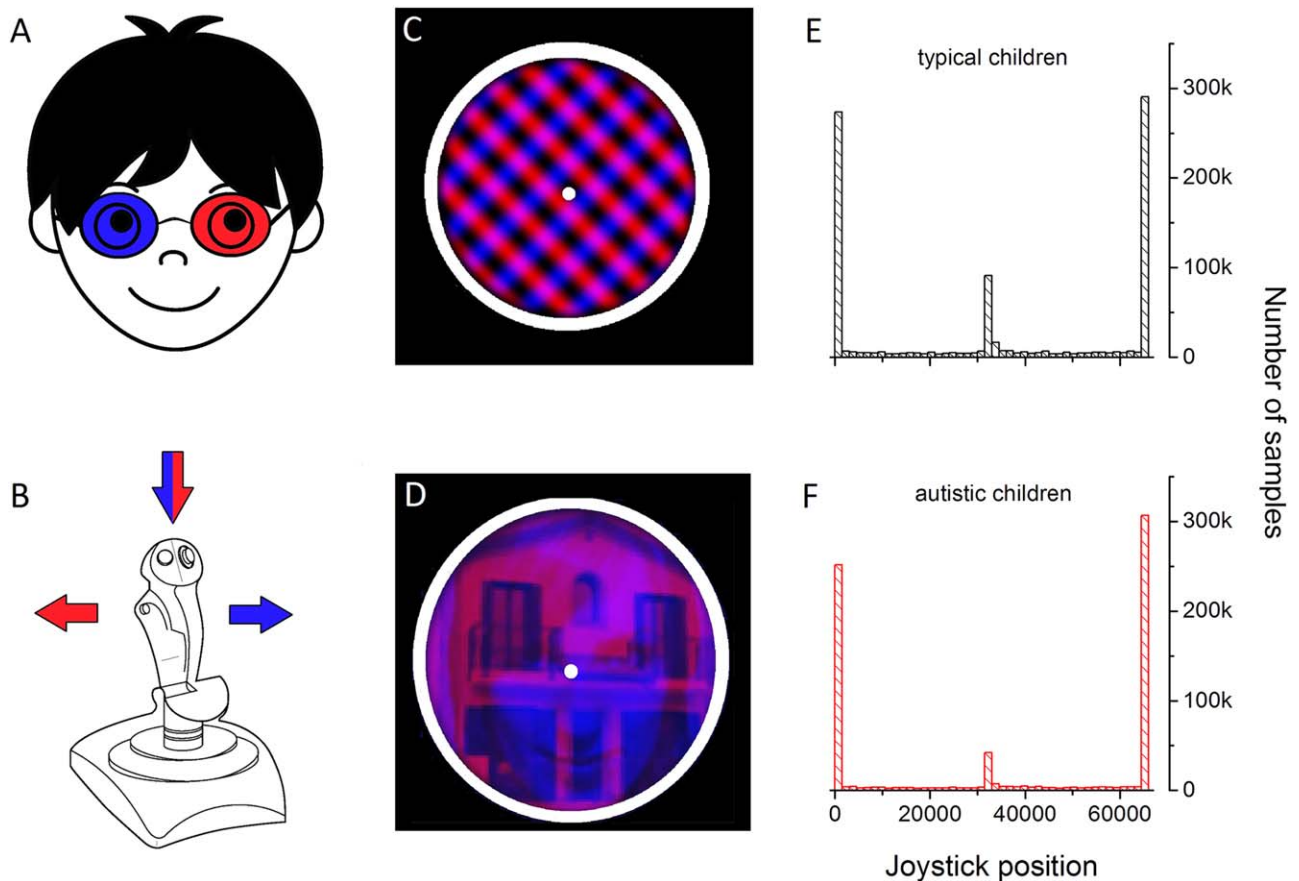 A
C
E
typical children
300k
200k
100k
0
Number of samples
B
D
F
autistic children
300k
200k
100k
0
0 20000 40000 60000
Joystick position